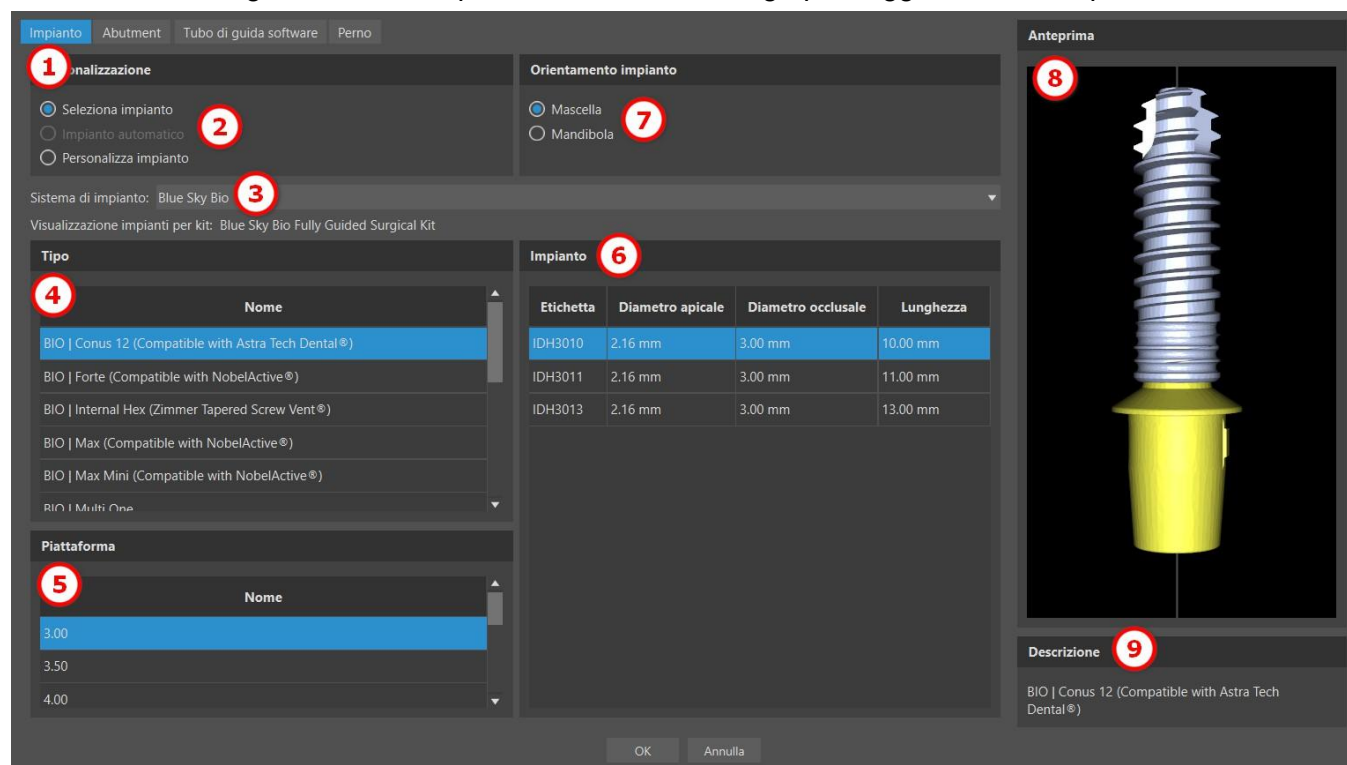 Impianto Abutment Tubo di guida software Perno
1
onalizzazione
Seleziona impianto
Impianto automatico
Personalizza impianto
2
Orientamento impianto
Mascella
Mandibola
7
Sistema di impianto: Blue Sky Bio
3
Visualizzazione impianti per kit: Blue Sky Bio Fully Guided Surgical Kit
Tipo
4
Nome
BIO | Conus 12 (Compatible with Astra Tech Dental®)
BIO | Forte (Compatible with NobelActive®)
BIO | Internal Hex (Zimmer Tapered Screw Vent®)
BIO | Max (Compatible with NobelActive®)
BIO | Max Mini (Compatible with NobelActive®)
BIO | Multi One
Piattaforma
5
Nome
3.00
3.50
4.00
Impianto
6
Etichetta Diametro apicale Diametro occlusale Lunghezza
IDH3010 2.16 mm 3.00 mm 10.00 mm
IDH3011 2.16 mm 3.00 mm 11.00 mm
IDH3013 2.16 mm 3.00 mm 13.00 mm
Anteprima
8
Descrizione
9
BIO | Conus 12 (Compatible with Astra Tech
Dental®)
OK Annulla